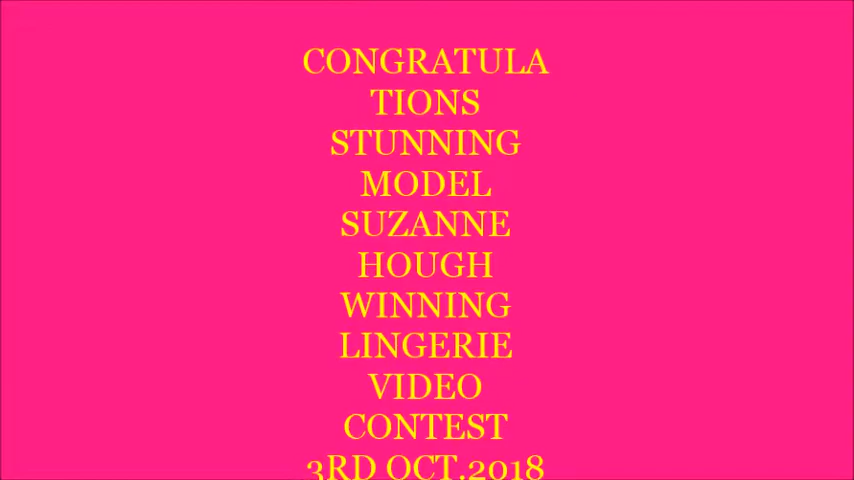 CONGRATULA
TIONS
STUNNING
MODEL
SUZANNE
HOUGH
WINNING
LINGERIE
VIDEO
CONTEST
3RD OCT.2018